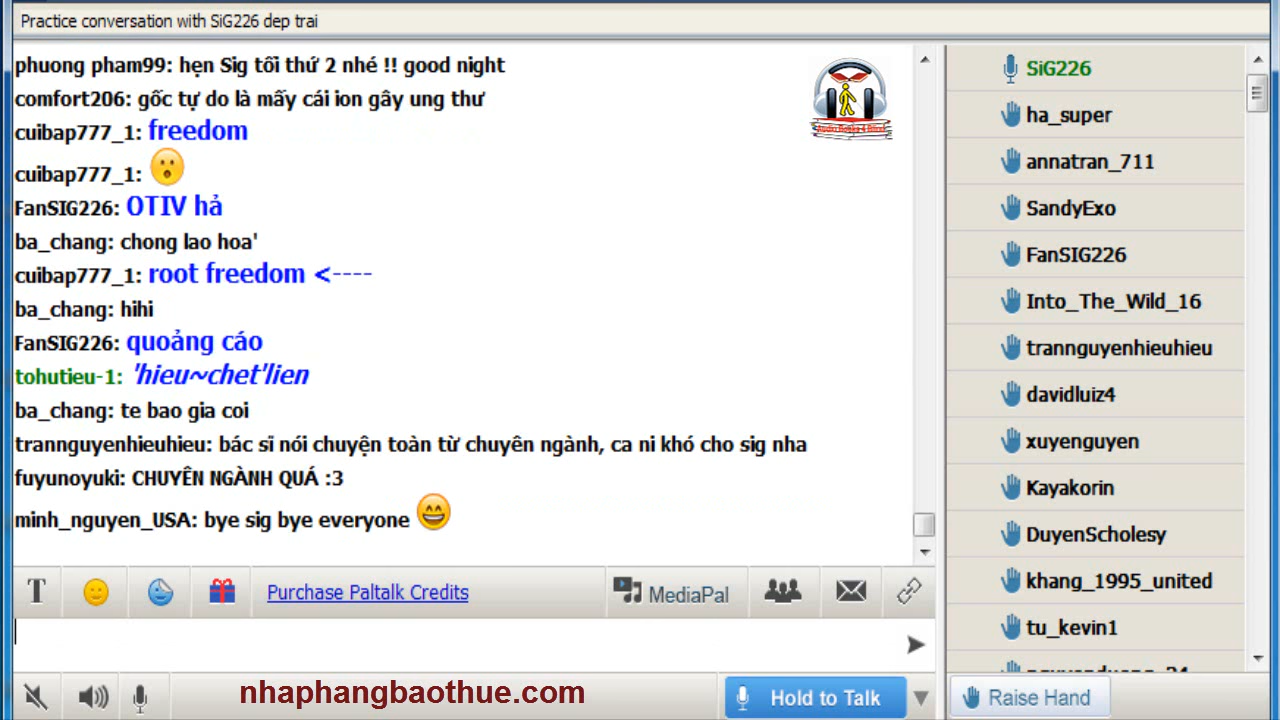 Practice conversation with SiG226 dep trai
phuong pham99: hẹn Sig tối thứ 2 nhé !! good night
comfort206: gốc tự do là mấy cái ion gây ung thư
cuibap777_1: freedom
cuibap777_1:
FanSIG226: OTIV hả
ba_chang: chong lao hoa'
cuibap777_1: root freedom <----
ba_chang: hihi
FanSIG226: quoảng cáo
tohutieu-1: 'hieu~chet'lien
ba_chang: te bao gia coi
trannguyenhieuhieu: bác sĩ nói chuyện toàn từ chuyên ngành, ca ni khó cho sig nha
fuyunoyuki: CHUYÊN NGÀNH QUÁ :3
minh_nguyen_USA: bye sig bye everyone
T
Purchase Paltalk Credits
MediaPal
nhaphangbaothue.com
Hold to Talk
SiG226
ha_super
annatran_711
SandyExo
FanSIG226
Into_The_Wild_16
trannguyenhieuhieu
davidluiz4
xuyenguyen
Kayakorin
DuyenScholesy
khang_1995_united
tu_kevin1
Raise Hand